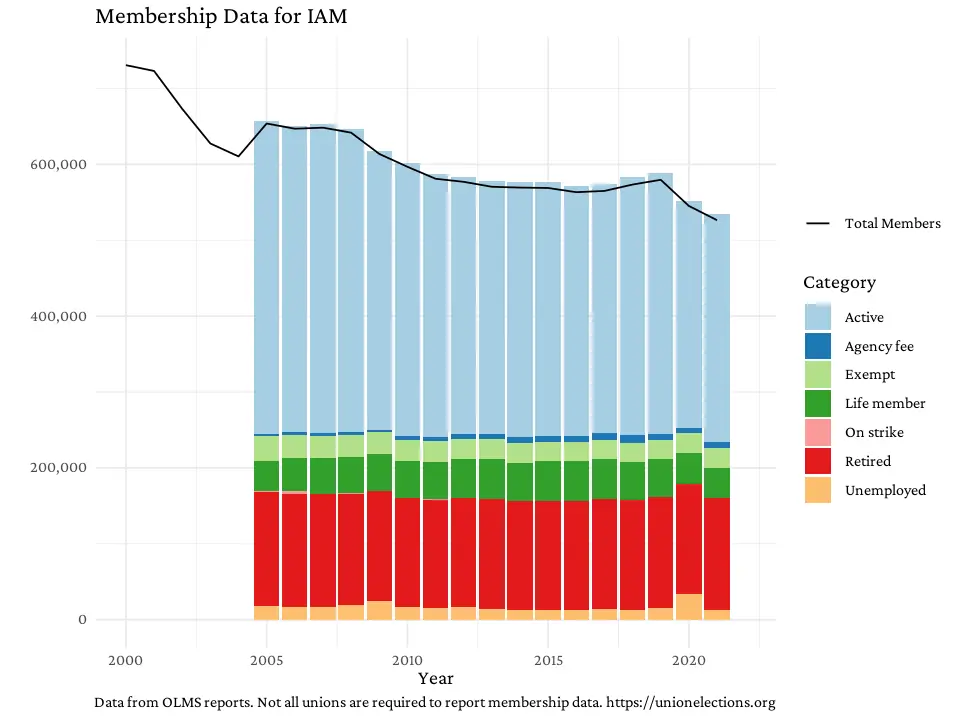 Membership Data for IAM
600,000
400,000
200,000
0
2000 2005 2010 2015 2020
Year
Total Members
Category
Active
Agency fee
Exempt
Life member
On strike
Retired
Unemployed
Data from OLMS reports. Not all unions are required to report membership data. https://unionelections.org